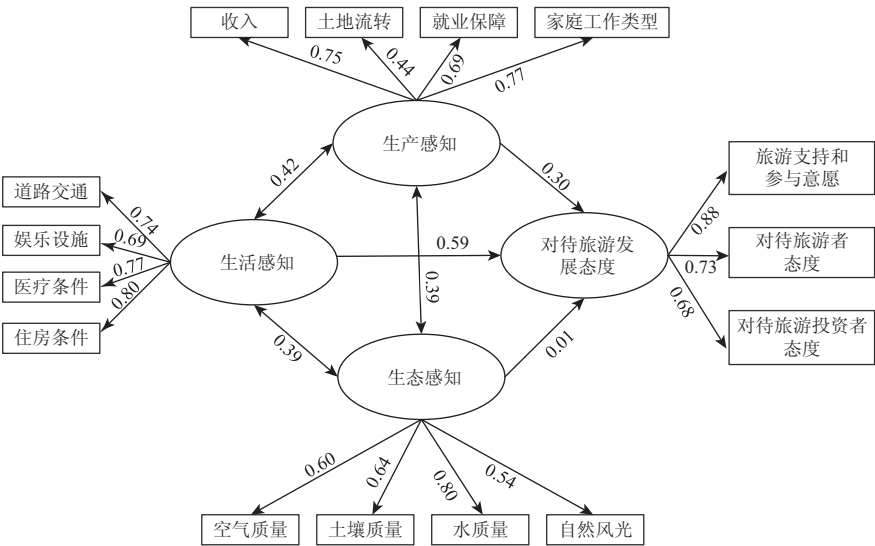 收入
土地流转
就业保障
家庭工作类型
0.75
0.44
0.69
0.77
生产感知
0.42
0.30
旅游支持和
参与意愿
道路交通
娱乐设施
医疗条件
住房条件
0.74
0.69
0.77
0.80
生活感知
0.59
0.39
对待旅游发
展态度
0.88
0.73
0.68
对待旅游者
态度
对待旅游投资者
态度
0.39
生态感知
0.01
0.60
0.64
0.80
0.54
空气质量
土壤质量
水质量
自然风光